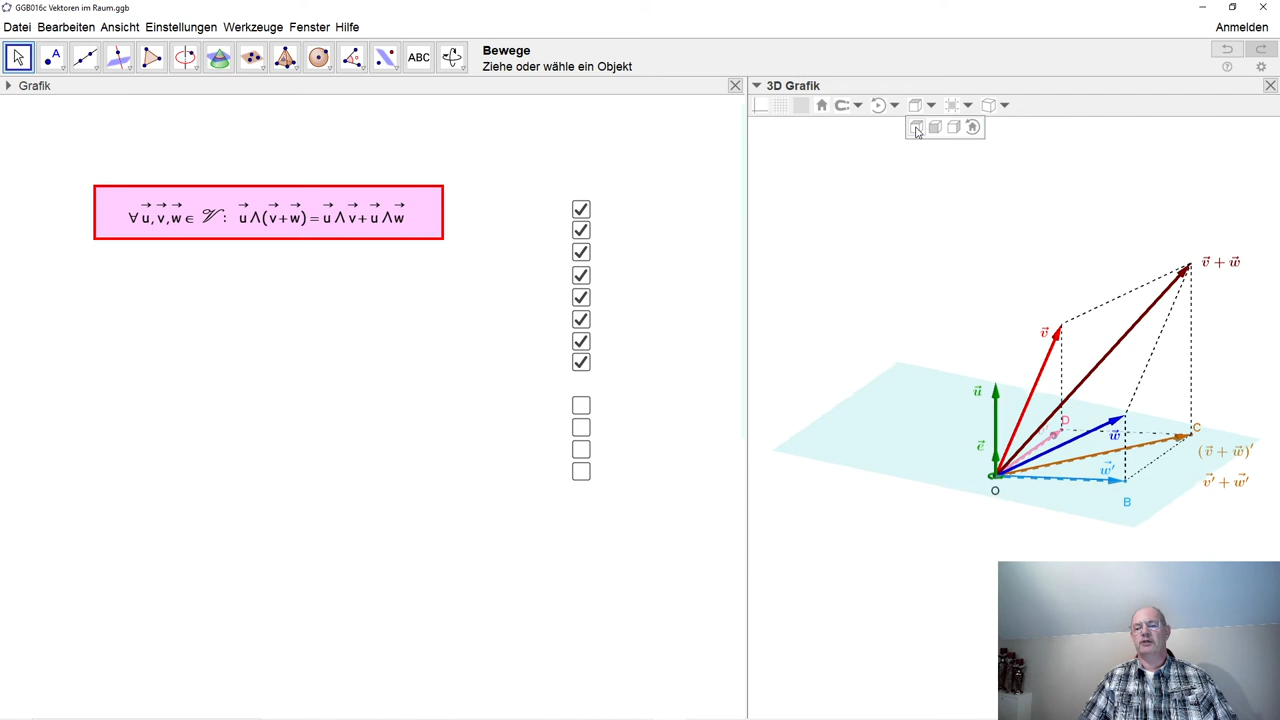 GGB016c Vektoren im Raum.ggb
Datei Bearbeiten Ansicht Einstellungen Werkzeuge Fenster Hilfe
Anmelden
A
ABC
Bewege
Ziehe oder wähle ein Objekt
Grafik
3D Grafik
∀ u⃗, v⃗, w⃗ ∈ 𝒱 : u⃗ ∧ (v⃗ + w⃗) = u⃗ ∧ v⃗ + u⃗ ∧ w⃗
v⃗ + w⃗
v⃗
u⃗
D
C
w⃗
e⃗
(v⃗ + w⃗)′
w⃗′
v⃗′ + w⃗′
O
B